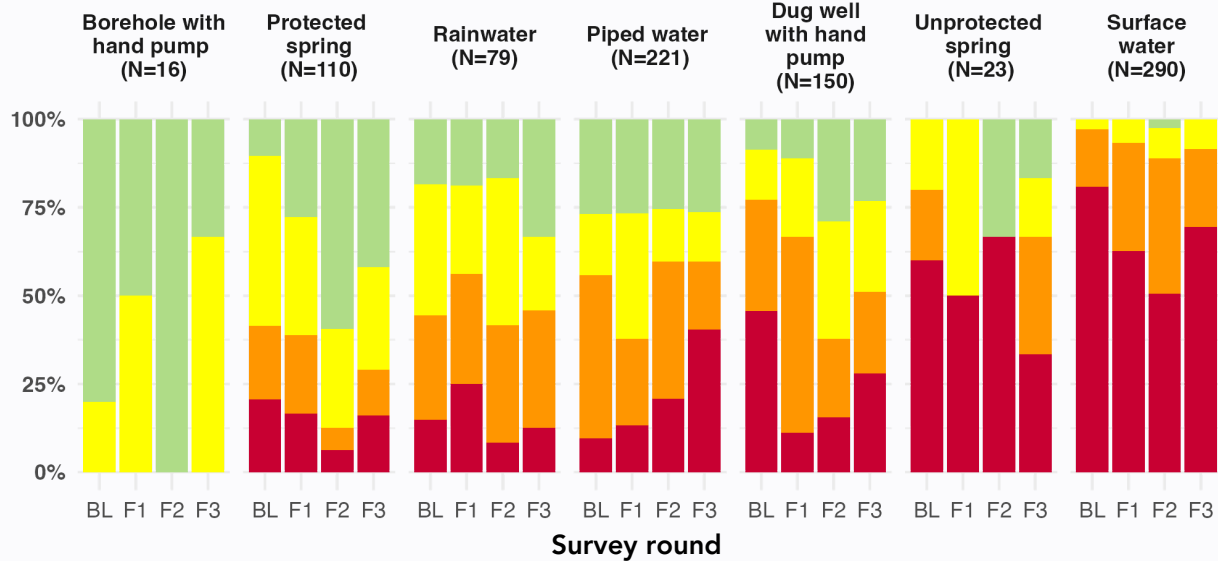 Borehole with
hand pump
(N=16)
Protected
spring
(N=110)
Rainwater
(N=79)
Piped water
(N=221)
Dug well
with hand
pump
(N=150)
Unprotected
spring
(N=23)
Surface
water
(N=290)
100%
75%
50%
25%
0%
BL F1 F2 F3 BL F1 F2 F3 BL F1 F2 F3 BL F1 F2 F3 BL F1 F2 F3 BL F1 F2 F3 BL F1 F2 F3
Survey round